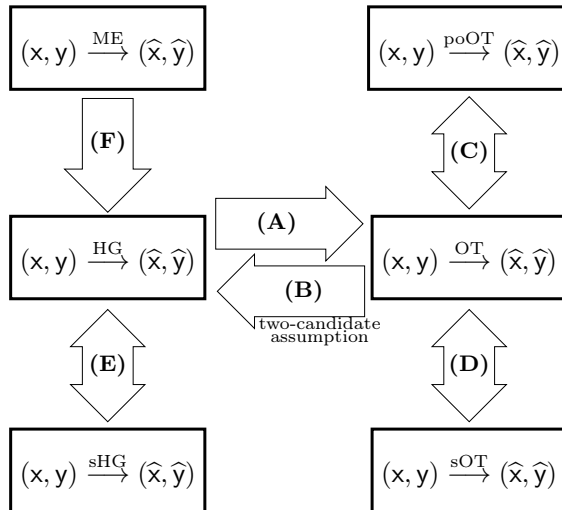 (x, y) ME⟶ (x̂, ŷ)
(x, y) poOT⟶ (x̂, ŷ)
(F)
(C)
(A)
(x, y) HG⟶ (x̂, ŷ)
(x, y) OT⟶ (x̂, ŷ)
(B)
two-candidate
assumption
(E)
(D)
(x, y) sHG⟶ (x̂, ŷ)
(x, y) sOT⟶ (x̂, ŷ)